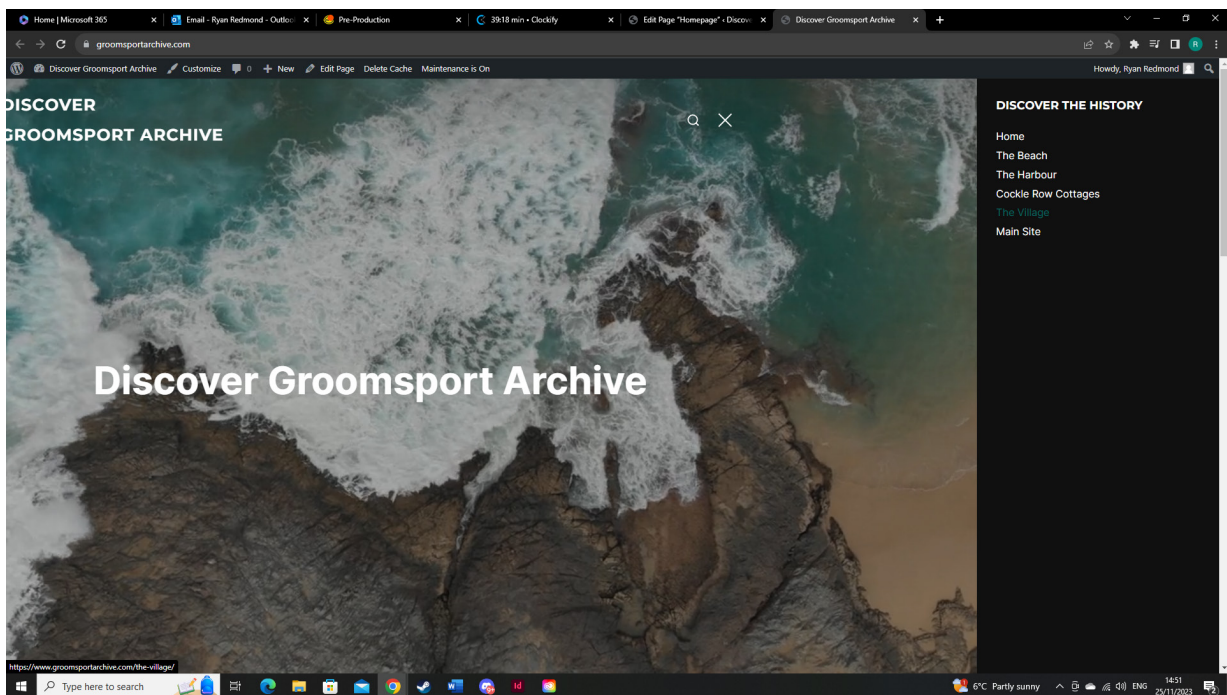 Home | Microsoft 365
Email - Ryan Redmond - Outloo
Pre-Production
39:18 min • Clockify
Edit Page "Homepage" ‹ Discov
Discover Groomsport Archive
groomsportarchive.com
R
Discover Groomsport Archive
Customize
0
New
Edit Page
Delete Cache
Maintenance is On
Howdy, Ryan Redmond
DISCOVER
GROOMSPORT ARCHIVE
Discover Groomsport Archive
DISCOVER THE HISTORY
Home
The Beach
The Harbour
Cockle Row Cottages
The Village
Main Site
https://www.groomsportarchive.com/the-village/
Type here to search
Id
6°C Partly sunny
ENG
14:51
25/11/2023